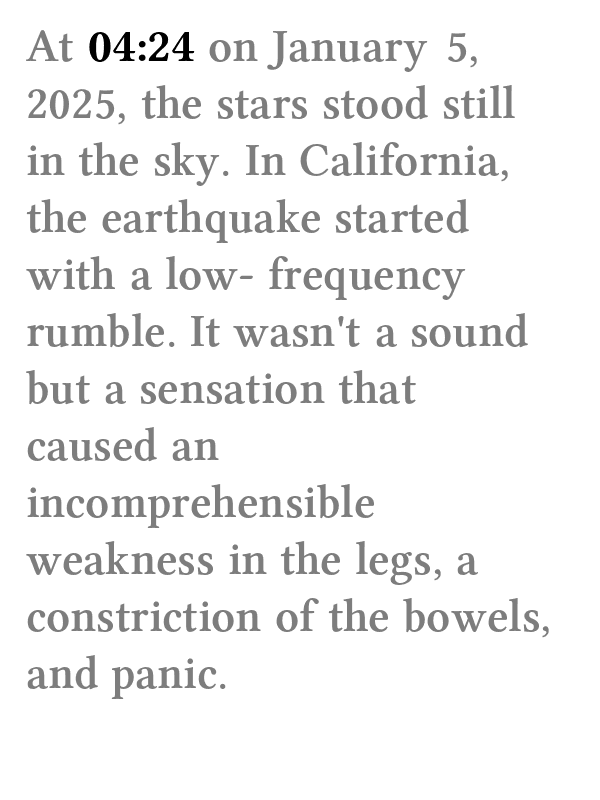 At 04:24 on January 5,
2025, the stars stood still
in the sky. In California,
the earthquake started
with a low- frequency
rumble. It wasn't a sound
but a sensation that
caused an
incomprehensible
weakness in the legs, a
constriction of the bowels,
and panic.